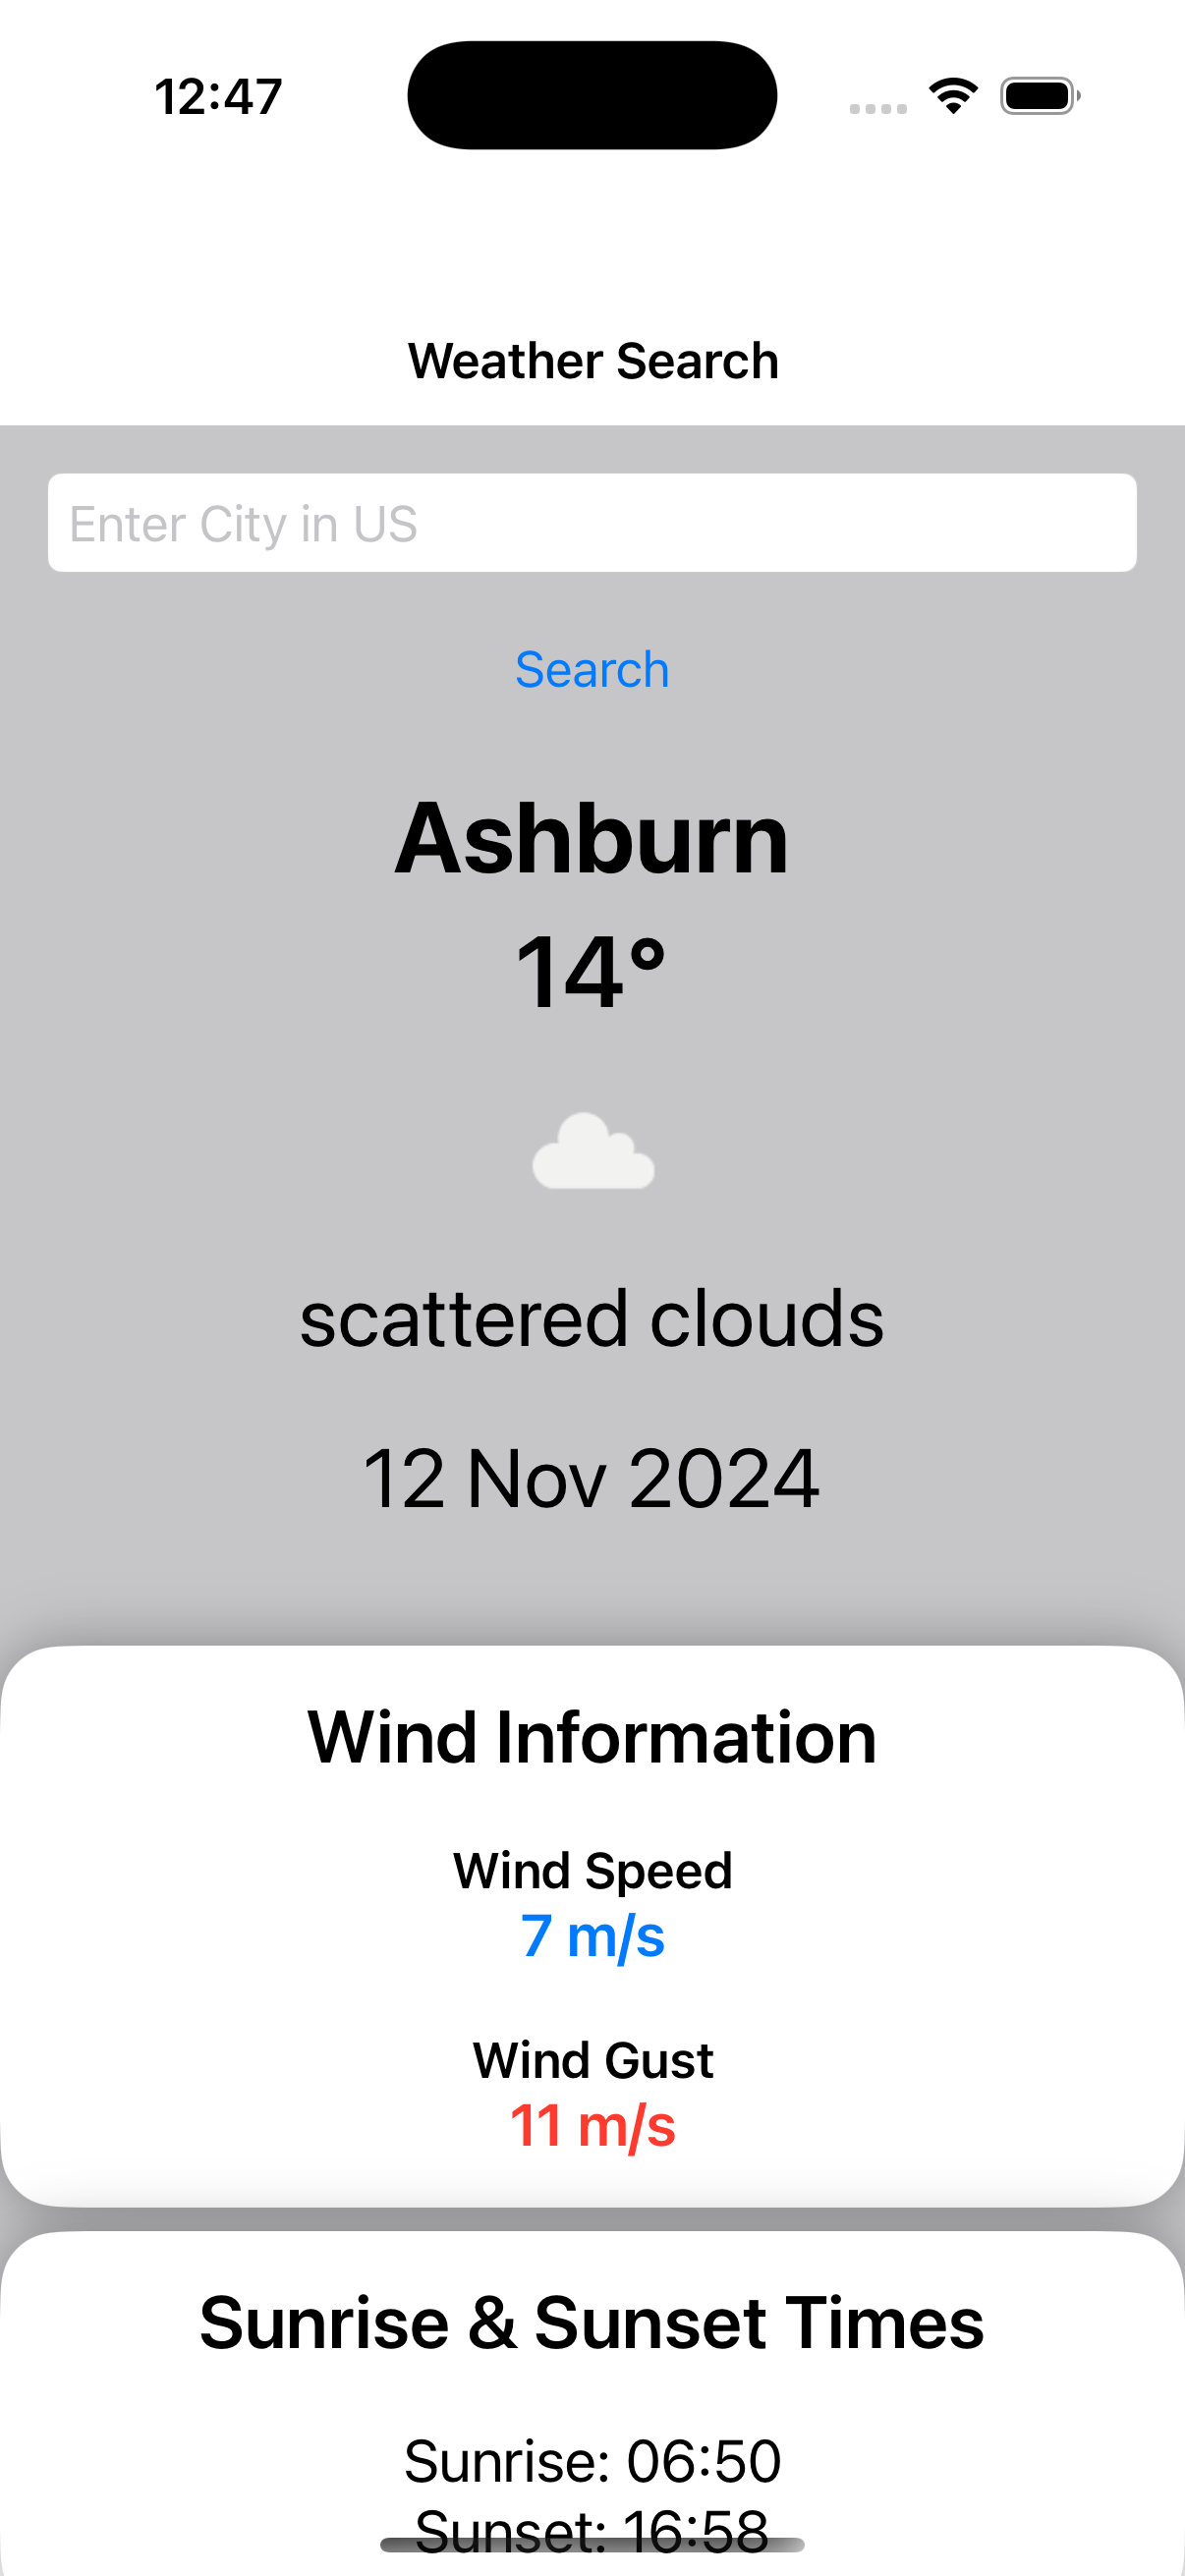 12:47
Weather Search
Enter City in US
Search
Ashburn
14°
scattered clouds
12 Nov 2024
Wind Information
Wind Speed
7 m/s
Wind Gust
11 m/s
Sunrise & Sunset Times
Sunrise: 06:50
Sunset: 16:58